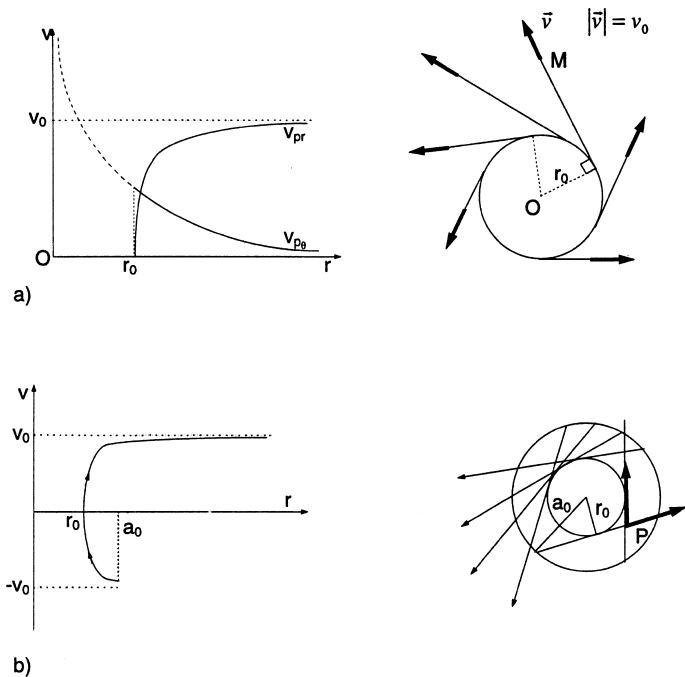 v
v⃗ |v⃗| = v₀
M
v₀
v_pr
r₀
O
v_pθ
O
r₀ r
a)
v
v₀
r
r₀ a₀
a₀ r₀
P
-v₀
b)